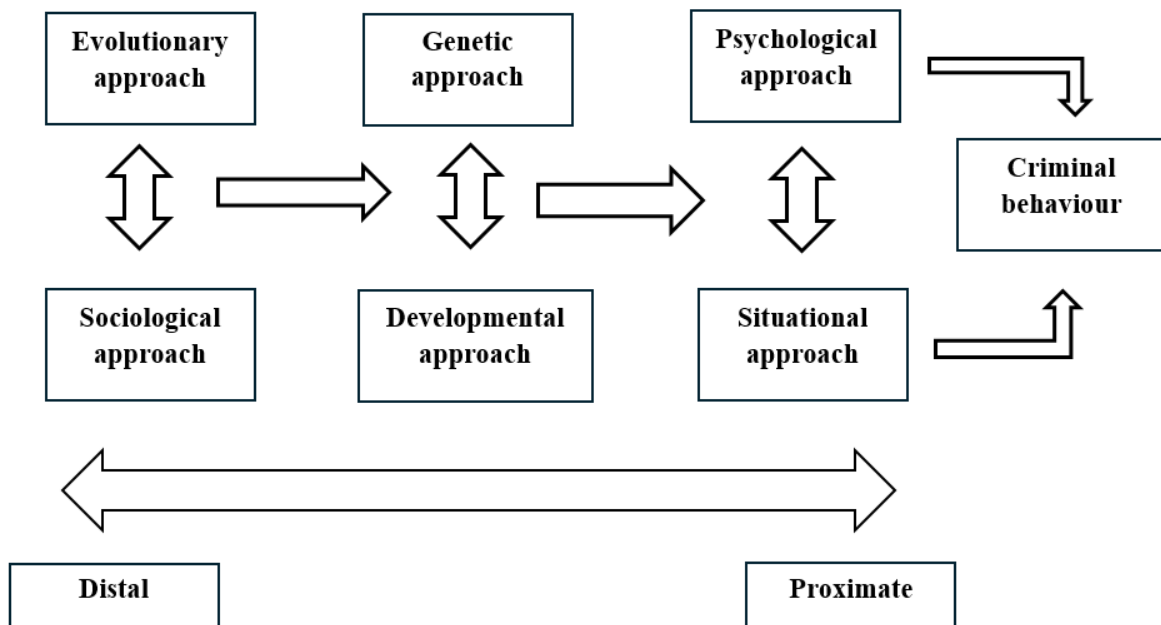 Evolutionary
approach
Genetic
approach
Psychological
approach
Criminal
behaviour
Sociological
approach
Developmental
approach
Situational
approach
Distal
Proximate